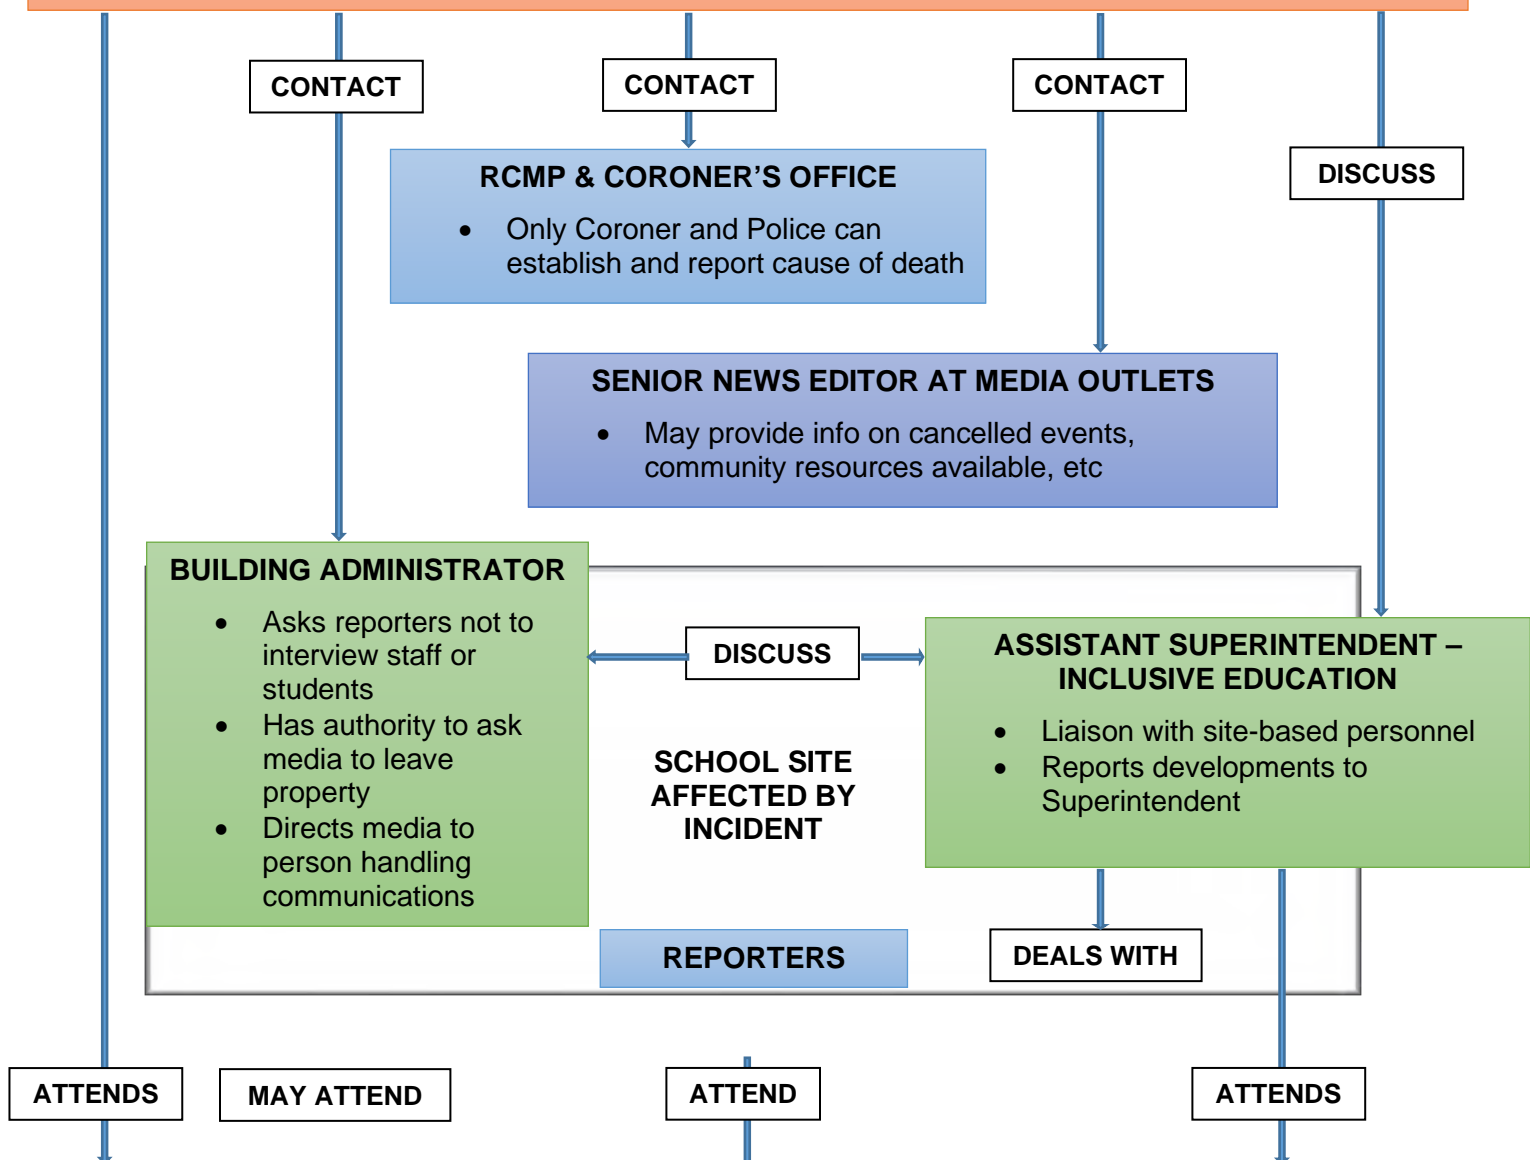 CONTACT
CONTACT
CONTACT
DISCUSS
RCMP & CORONER’S OFFICE
• Only Coroner and Police can
establish and report cause of death
SENIOR NEWS EDITOR AT MEDIA OUTLETS
• May provide info on cancelled events,
community resources available, etc
BUILDING ADMINISTRATOR
• Asks reporters not to
interview staff or
students
• Has authority to ask
media to leave
property
• Directs media to
person handling
communications
DISCUSS
SCHOOL SITE
AFFECTED BY
INCIDENT
ASSISTANT SUPERINTENDENT –
INCLUSIVE EDUCATION
• Liaison with site-based personnel
• Reports developments to
Superintendent
REPORTERS
DEALS WITH
ATTENDS
MAY ATTEND
ATTEND
ATTENDS